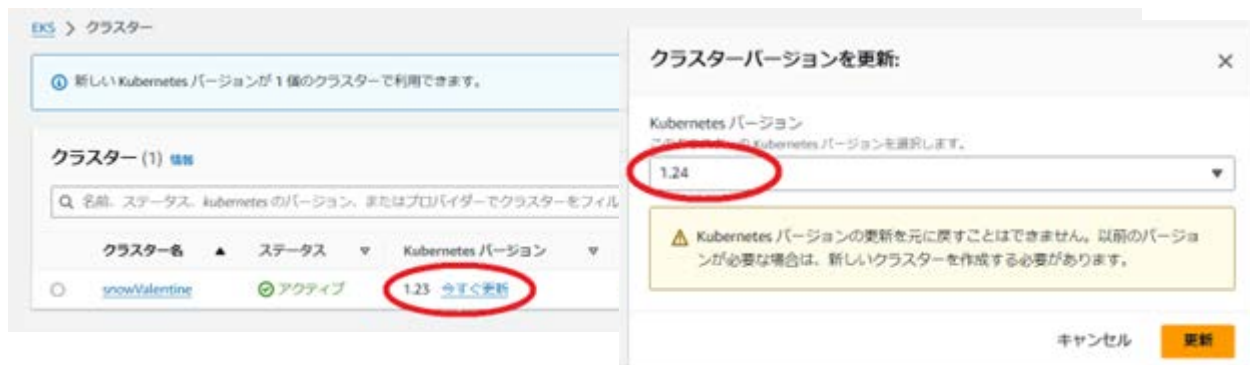 EKS > クラスター
新しい Kubernetes バージョンが 1 個のクラスターで利用できます。
クラスター (1) 情報
名前、ステータス、kubernetes のバージョン、またはプロバイダーでクラスターをフィル
クラスター名 ステータス Kubernetes バージョン
snowValentine アクティブ 1.23 今すぐ更新
クラスターバージョンを更新:
Kubernetes バージョン
このクラスターの Kubernetes バージョンを選択します。
1.24
Kubernetes バージョンの更新を元に戻すことはできません。以前のバージョ
ンが必要な場合は、新しいクラスターを作成する必要があります。
キャンセル 更新